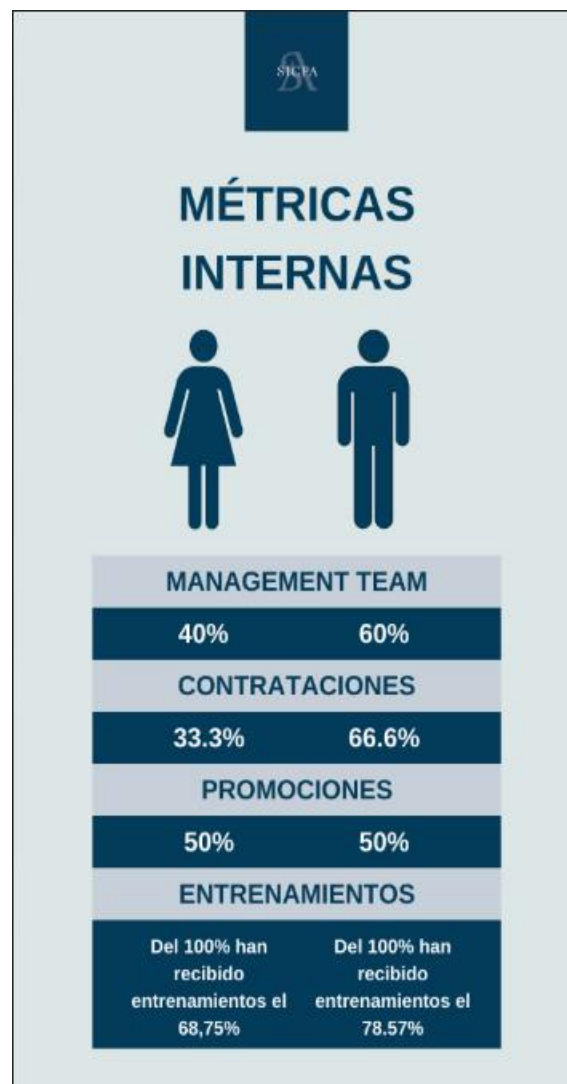 SICPA
MÉTRICAS
INTERNAS
MANAGEMENT TEAM
40% 60%
CONTRATACIONES
33.3% 66.6%
PROMOCIONES
50% 50%
ENTRENAMIENTOS
Del 100% han recibido entrenamientos el 68,75%
Del 100% han recibido entrenamientos el 78.57%